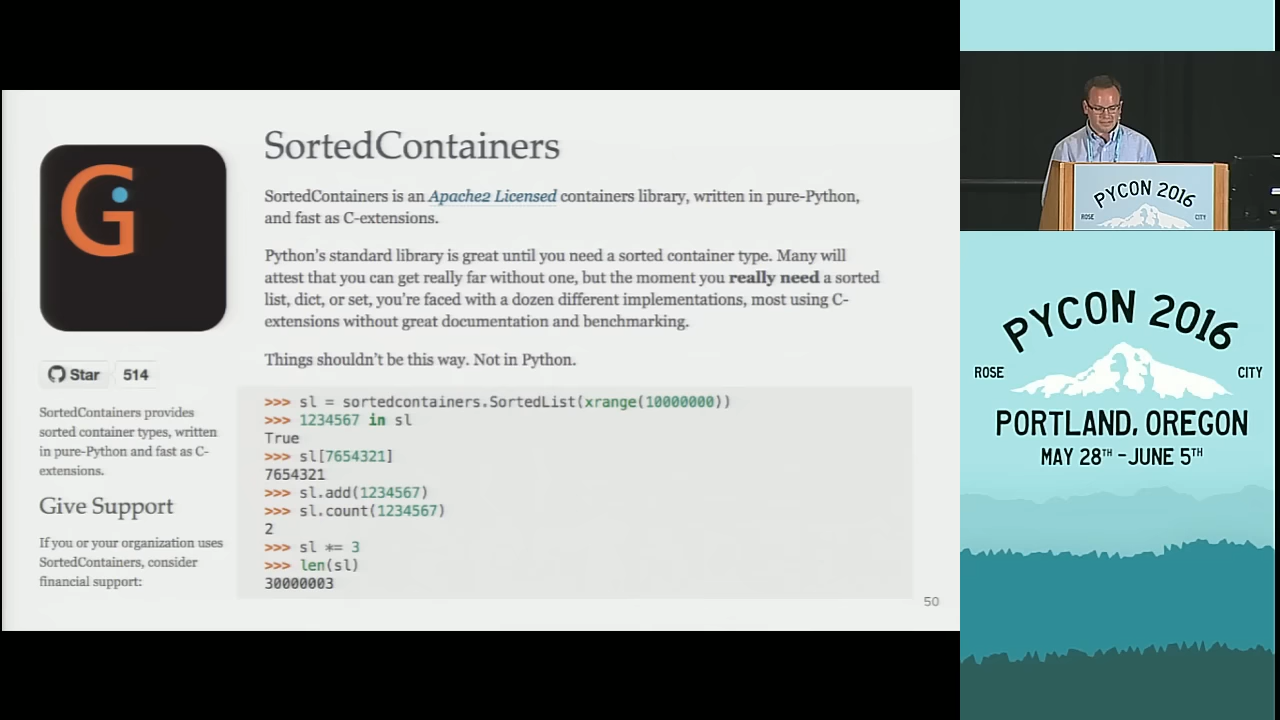 SortedContainers
SortedContainers is an Apache2 Licensed containers library, written in pure-Python,
and fast as C-extensions.
Python's standard library is great until you need a sorted container type. Many will
attest that you can get really far without one, but the moment you really need a sorted
list, dict, or set, you're faced with a dozen different implementations, most using C-
extensions without great documentation and benchmarking.
Things shouldn't be this way. Not in Python.
>>> sl = sortedcontainers.SortedList(xrange(10000000))
>>> 1234567 in sl
True
>>> sl[7654321]
7654321
>>> sl.add(1234567)
>>> sl.count(1234567)
2
>>> sl *= 3
>>> len(sl)
30000003
G
Star 514
SortedContainers provides
sorted container types, written
in pure-Python and fast as C-
extensions.
Give Support
If you or your organization uses
SortedContainers, consider
financial support:
50
PYCON 2016
ROSE CITY
PYCON 2016
ROSE CITY
PORTLAND, OREGON
MAY 28TH - JUNE 5TH